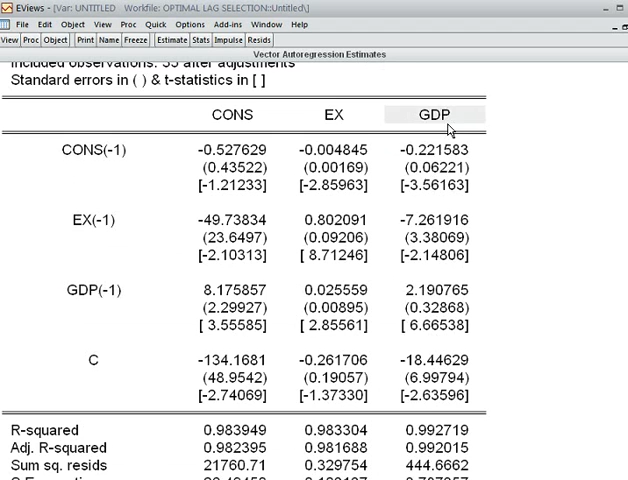 EViews - [Var: UNTITLED Workfile: OPTIMAL LAG SELECTION::Untitled\]
File Edit Object View Proc Quick Options Add-ins Window Help
View Proc Object Print Name Freeze Estimate Stats Impulse Resids
Vector Autoregression Estimates
Included observations: 35 after adjustments
Standard errors in ( ) & t-statistics in [ ]
CONS EX GDP
CONS(-1) -0.527629 -0.004845 -0.221583
(0.43522) (0.00169) (0.06221)
[-1.21233] [-2.85963] [-3.56163]
EX(-1) -49.73834 0.802091 -7.261916
(23.6497) (0.09206) (3.38069)
[-2.10313] [ 8.71246] [-2.14806]
GDP(-1) 8.175857 0.025559 2.190765
(2.29927) (0.00895) (0.32868)
[ 3.55585] [ 2.85561] [ 6.66538]
C -134.1681 -0.261706 -18.44629
(48.9542) (0.19057) (6.99794)
[-2.74069] [-1.37330] [-2.63596]
R-squared 0.983949 0.983304 0.992719
Adj. R-squared 0.982395 0.981688 0.992015
Sum sq. resids 21760.71 0.329754 444.6662